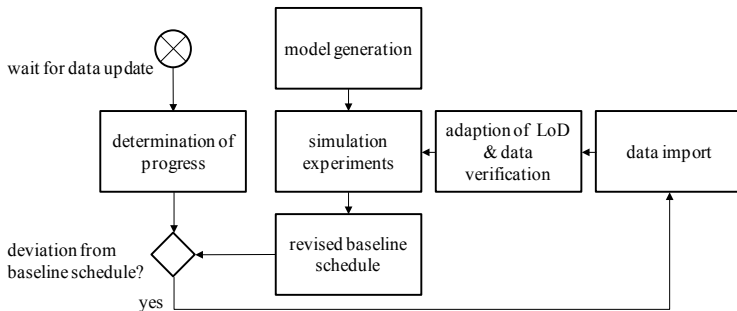 model generation
wait for data update
determination of
progress
simulation
experiments
adaption of LoD
& data
verification
data import
deviation from
baseline schedule?
revised baseline
schedule
yes